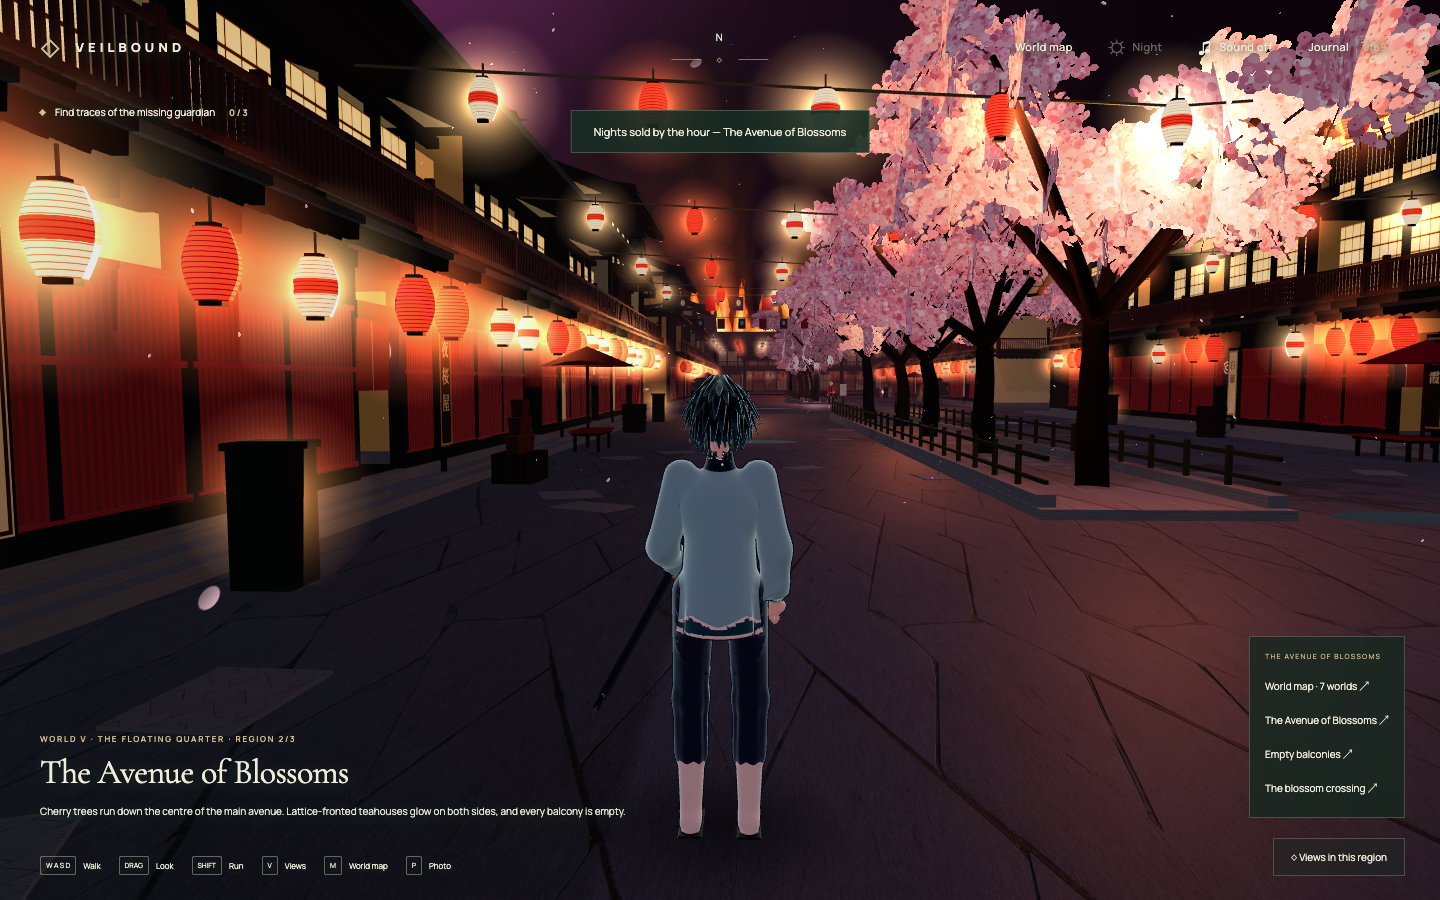 VEILBOUND
N
World map
Night
Sound off
Journal
Find traces of the missing guardian 0 / 3
Nights sold by the hour — The Avenue of Blossoms
THE AVENUE OF BLOSSOMS
World map · 7 worlds ↗
The Avenue of Blossoms ↗
Empty balconies ↗
The blossom crossing ↗
WORLD V · THE FLOATING QUARTER · REGION 2/3
The Avenue of Blossoms
Cherry trees run down the centre of the main avenue. Lattice-fronted teahouses glow on both sides, and every balcony is empty.
W A S D Walk DRAG Look SHIFT Run V Views M World map P Photo
◇ Views in this region